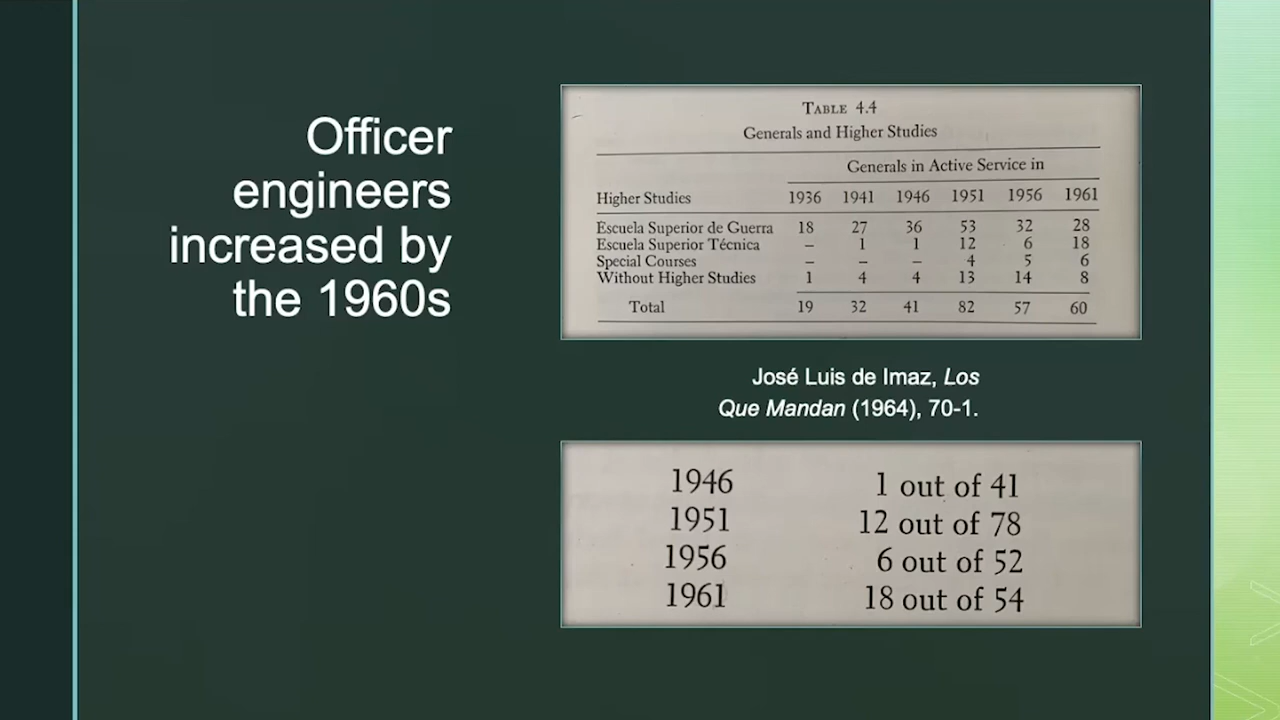 Officer
engineers
increased by
the 1960s
TABLE 4.4
Generals and Higher Studies
Generals in Active Service in
Higher Studies 1936 1941 1946 1951 1956 1961
Escuela Superior de Guerra 18 27 36 53 32 28
Escuela Superior Técnica – 1 1 12 6 18
Special Courses – – – 4 5 6
Without Higher Studies 1 4 4 13 14 8
Total 19 32 41 82 57 60
José Luis de Imaz, Los
Que Mandan (1964), 70-1.
1946 1 out of 41
1951 12 out of 78
1956 6 out of 52
1961 18 out of 54